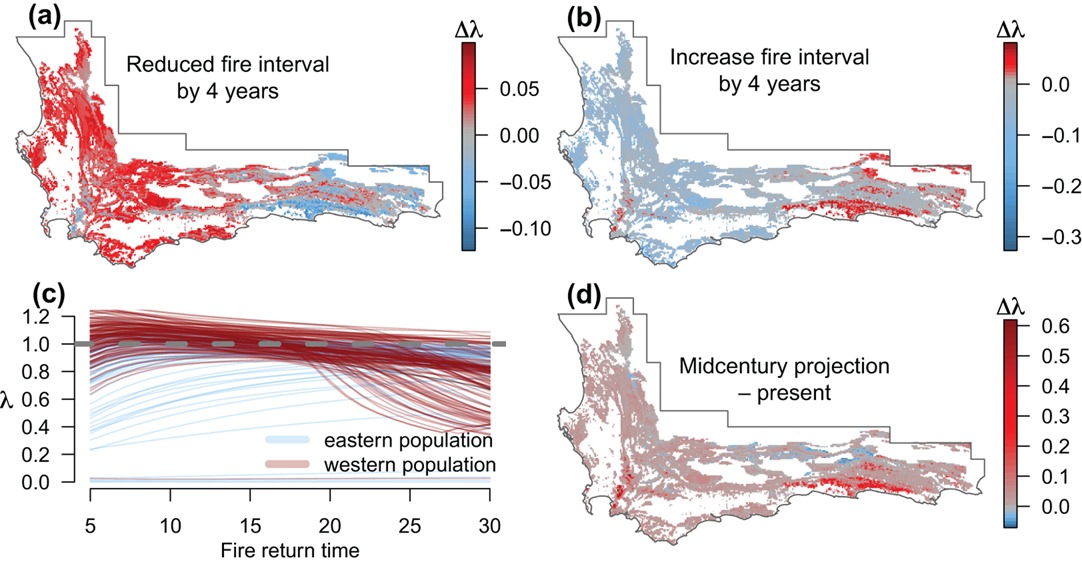 (a)
Reduced fire interval
by 4 years
Δλ
0.05
0.00
−0.05
−0.10
(b)
Increase fire interval
by 4 years
Δλ
0.0
−0.1
−0.2
−0.3
(c)
1.2
1.0
0.8
0.6
0.4
0.2
0.0
λ
eastern population
western population
5 10 15 20 25 30
Fire return time
(d)
Midcentury projection
– present
Δλ
0.6
0.5
0.4
0.3
0.2
0.1
0.0